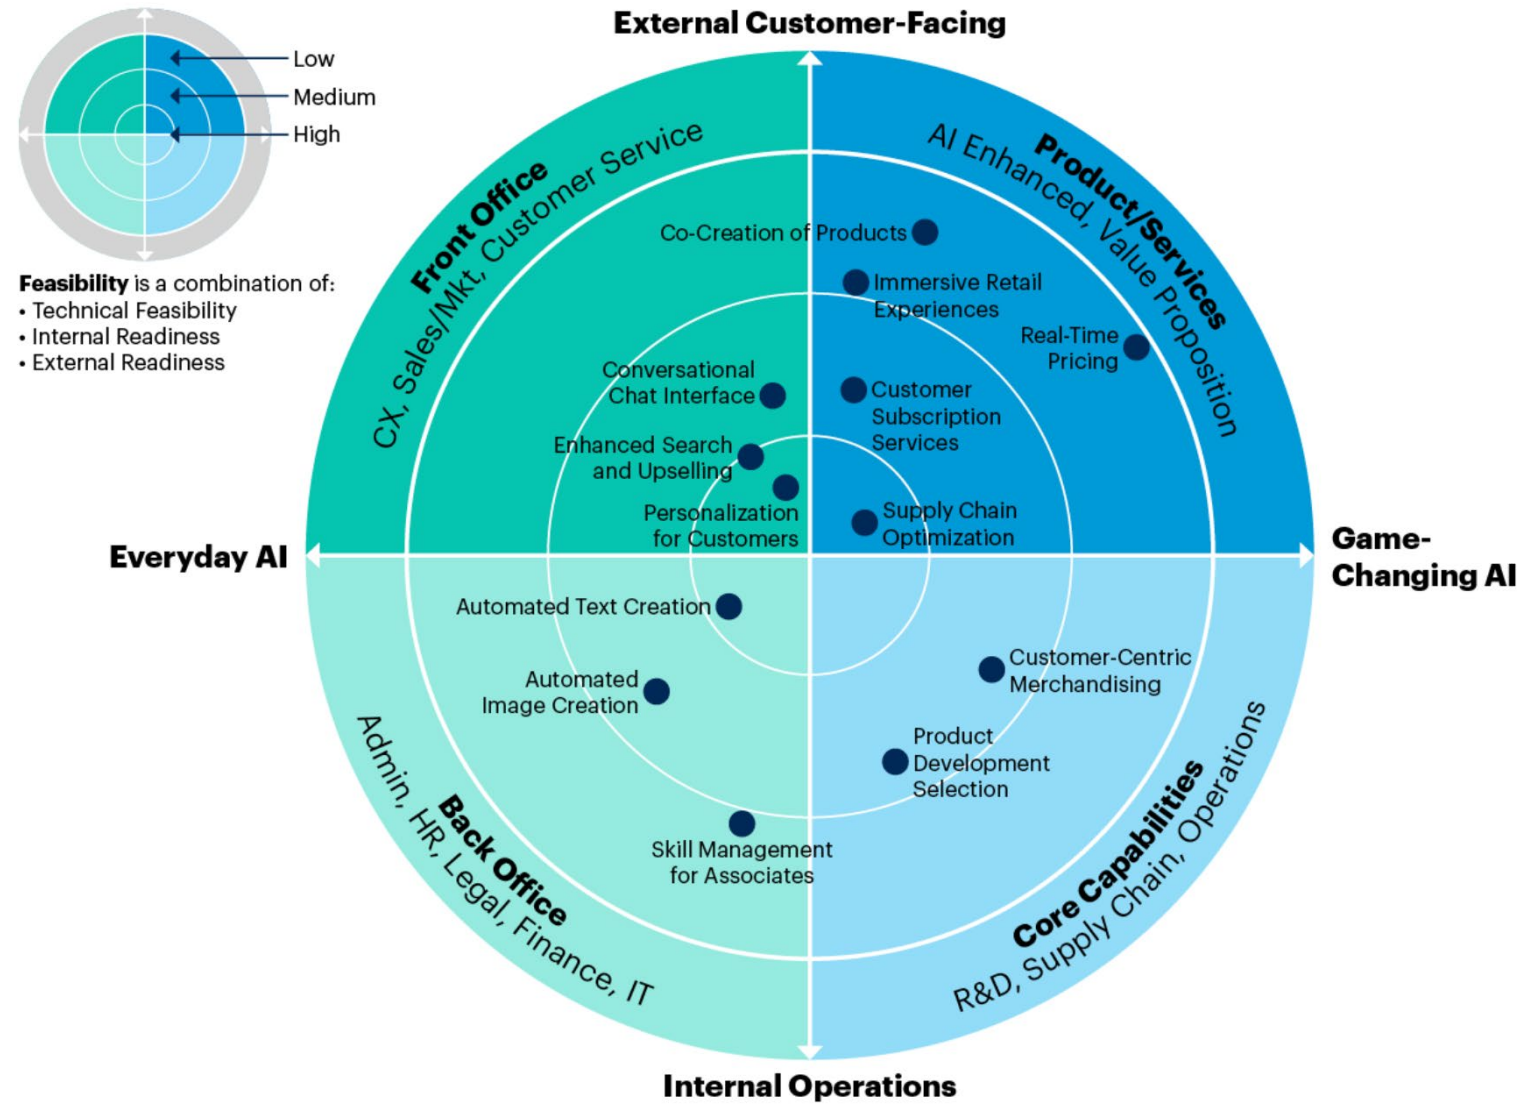 External Customer-Facing
Low
Medium
High
Feasibility is a combination of:
• Technical Feasibility
• Internal Readiness
• External Readiness
Front Office
CX, Sales/Mkt, Customer Service
Product/Services
AI Enhanced, Value Proposition
Co-Creation of Products
Immersive Retail
Experiences
Real-Time
Pricing
Conversational
Chat Interface
Customer
Subscription
Services
Enhanced Search
and Upselling
Personalization
for Customers
Supply Chain
Optimization
Everyday AI
Game-
Changing AI
Automated Text Creation
Automated
Image Creation
Customer-Centric
Merchandising
Product
Development
Selection
Skill Management
for Associates
Back Office
Admin, HR, Legal, Finance, IT
Core Capabilities
R&D, Supply Chain, Operations
Internal Operations